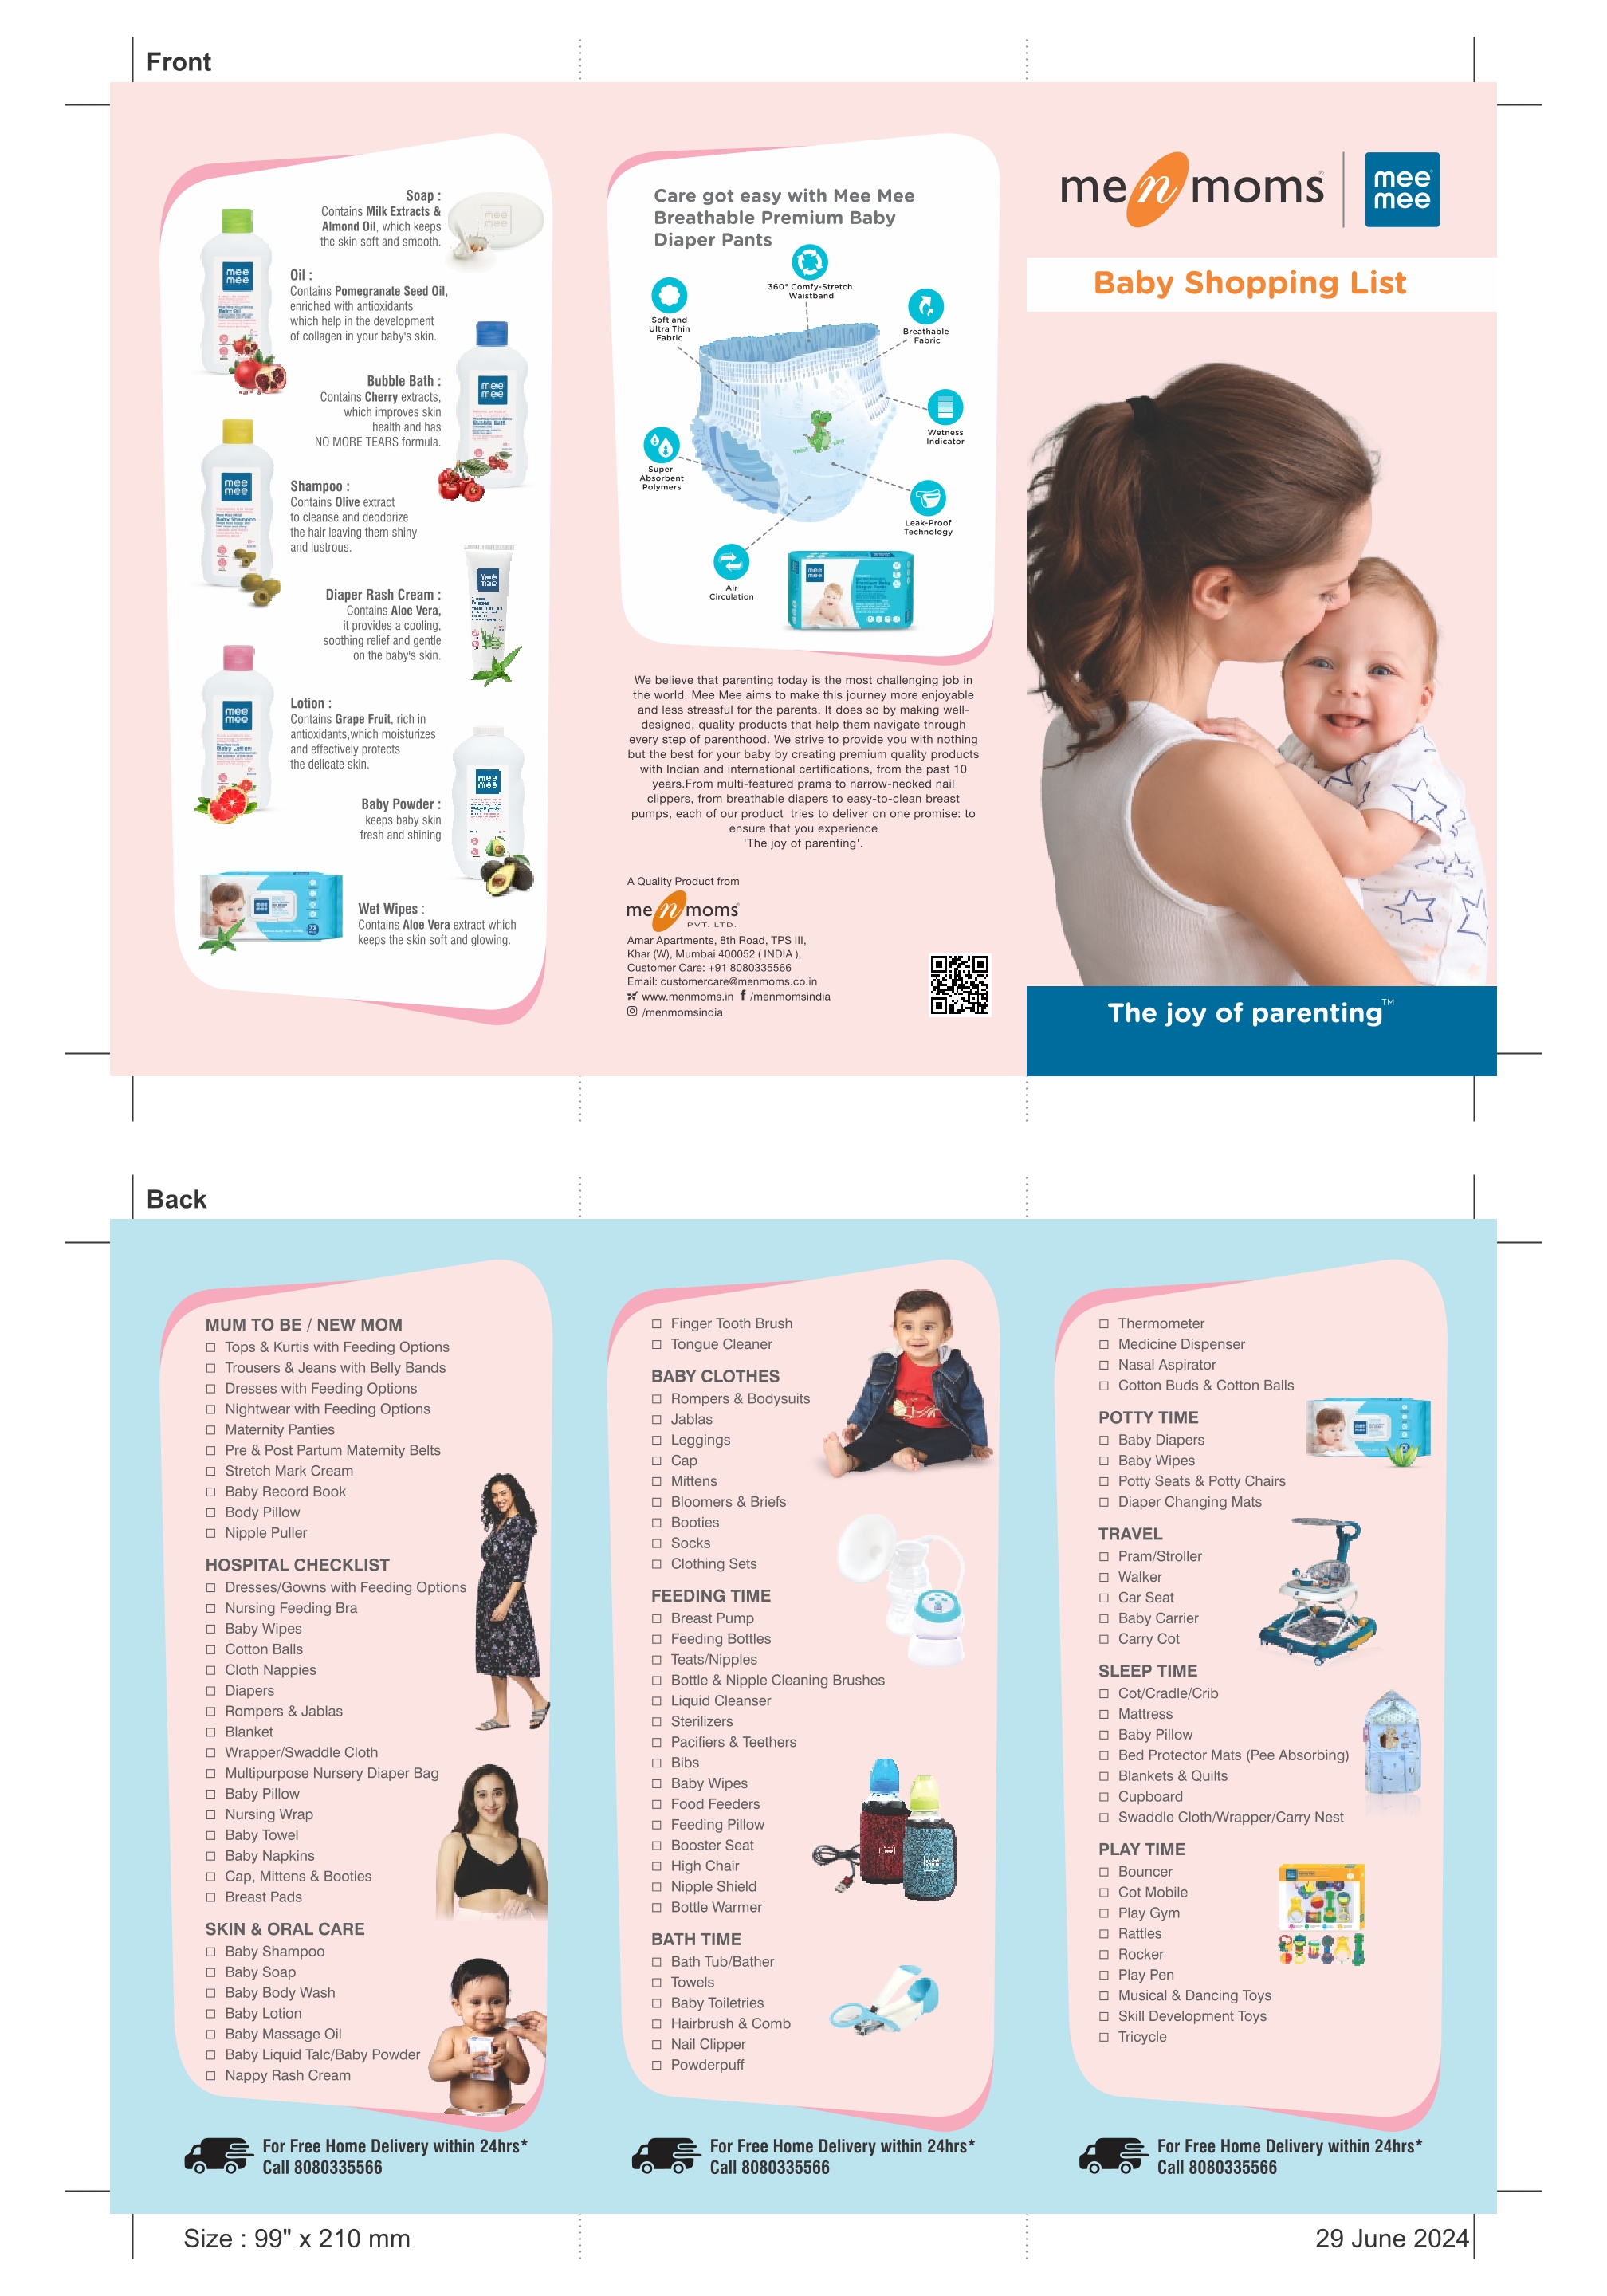 Front
Soap :
Contains Milk Extracts &
Almond Oil, which keeps
the skin soft and smooth.
Oil :
Contains Pomegranate Seed Oil,
enriched with antioxidants
which help in the development
of collagen in your baby's skin.
Bubble Bath :
Contains Cherry extracts,
which improves skin
health and has
NO MORE TEARS formula.
Shampoo :
Contains Olive extract
to cleanse and deodorize
the hair leaving them shiny
and lustrous.
Diaper Rash Cream :
Contains Aloe Vera,
it provides a cooling,
soothing relief and gentle
on the baby's skin.
Lotion :
Contains Grape Fruit, rich in
antioxidants,which moisturizes
and effectively protects
the delicate skin.
Baby Powder :
keeps baby skin
fresh and shining
Wet Wipes :
Contains Aloe Vera extract which
keeps the skin soft and glowing.
mee mee
Baby Oil
mee mee
Bubble Bath
mee mee
Baby Shampoo
mee mee
mee mee
Baby Lotion
mee mee
Care got easy with Mee Mee
Breathable Premium Baby
Diaper Pants
360° Comfy-Stretch
Waistband
Soft and
Ultra Thin
Fabric
Breathable
Fabric
Wetness
Indicator
Super
Absorbent
Polymers
Leak-Proof
Technology
Air
Circulation
mee mee
We believe that parenting today is the most challenging job in
the world. Mee Mee aims to make this journey more enjoyable
and less stressful for the parents. It does so by making well-
designed, quality products that help them navigate through
every step of parenthood. We strive to provide you with nothing
but the best for your baby by creating premium quality products
with Indian and international certifications, from the past 10
years.From multi-featured prams to narrow-necked nail
clippers, from breathable diapers to easy-to-clean breast
pumps, each of our product tries to deliver on one promise: to
ensure that you experience
'The joy of parenting'.
A Quality Product from
me n moms
PVT. LTD.
Amar Apartments, 8th Road, TPS III,
Khar (W), Mumbai 400052 ( INDIA ),
Customer Care: +91 8080335566
Email: customercare@menmoms.co.in
www.menmoms.in f /menmomsindia
/menmomsindia
me n moms®
mee
mee
Baby Shopping List
The joy of parenting™
Back
MUM TO BE / NEW MOM
Tops & Kurtis with Feeding Options
Trousers & Jeans with Belly Bands
Dresses with Feeding Options
Nightwear with Feeding Options
Maternity Panties
Pre & Post Partum Maternity Belts
Stretch Mark Cream
Baby Record Book
Body Pillow
Nipple Puller
HOSPITAL CHECKLIST
Dresses/Gowns with Feeding Options
Nursing Feeding Bra
Baby Wipes
Cotton Balls
Cloth Nappies
Diapers
Rompers & Jablas
Blanket
Wrapper/Swaddle Cloth
Multipurpose Nursery Diaper Bag
Baby Pillow
Nursing Wrap
Baby Towel
Baby Napkins
Cap, Mittens & Booties
Breast Pads
SKIN & ORAL CARE
Baby Shampoo
Baby Soap
Baby Body Wash
Baby Lotion
Baby Massage Oil
Baby Liquid Talc/Baby Powder
Nappy Rash Cream
For Free Home Delivery within 24hrs*
Call 8080335566
Finger Tooth Brush
Tongue Cleaner
BABY CLOTHES
Rompers & Bodysuits
Jablas
Leggings
Cap
Mittens
Bloomers & Briefs
Booties
Socks
Clothing Sets
FEEDING TIME
Breast Pump
Feeding Bottles
Teats/Nipples
Bottle & Nipple Cleaning Brushes
Liquid Cleanser
Sterilizers
Pacifiers & Teethers
Bibs
Baby Wipes
Food Feeders
Feeding Pillow
Booster Seat
High Chair
Nipple Shield
Bottle Warmer
BATH TIME
Bath Tub/Bather
Towels
Baby Toiletries
Hairbrush & Comb
Nail Clipper
Powderpuff
For Free Home Delivery within 24hrs*
Call 8080335566
Thermometer
Medicine Dispenser
Nasal Aspirator
Cotton Buds & Cotton Balls
POTTY TIME
Baby Diapers
Baby Wipes
Potty Seats & Potty Chairs
Diaper Changing Mats
TRAVEL
Pram/Stroller
Walker
Car Seat
Baby Carrier
Carry Cot
SLEEP TIME
Cot/Cradle/Crib
Mattress
Baby Pillow
Bed Protector Mats (Pee Absorbing)
Blankets & Quilts
Cupboard
Swaddle Cloth/Wrapper/Carry Nest
PLAY TIME
Bouncer
Cot Mobile
Play Gym
Rattles
Rocker
Play Pen
Musical & Dancing Toys
Skill Development Toys
Tricycle
For Free Home Delivery within 24hrs*
Call 8080335566
Size : 99" x 210 mm
29 June 2024